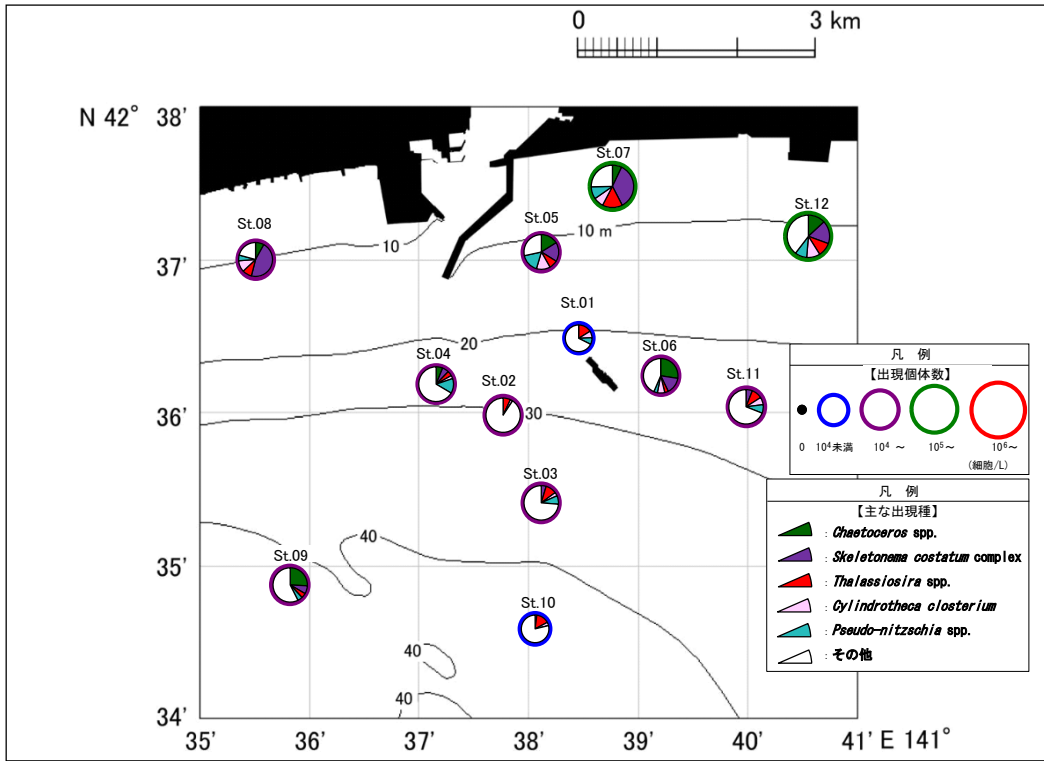 0 3 km
N 42° 38'
St.07
St.12
St.08
St.05
10
10 m
37'
St.01
20
St.04
St.06
St.02
St.11
凡 例
【出現個体数】
36'
30
0 10⁴未満 10⁴ ～ 10⁵～ 10⁶～
(細胞/L)
St.03
凡 例
【主な出現種】
: Chaetoceros spp.
: Skeletonema costatum complex
: Thalassiosira spp.
: Cylindrotheca closterium
: Pseudo-nitzschia spp.
: その他
40
35'
St.09
St.10
40
40
34'
35' 36' 37' 38' 39' 40' 41' E 141°